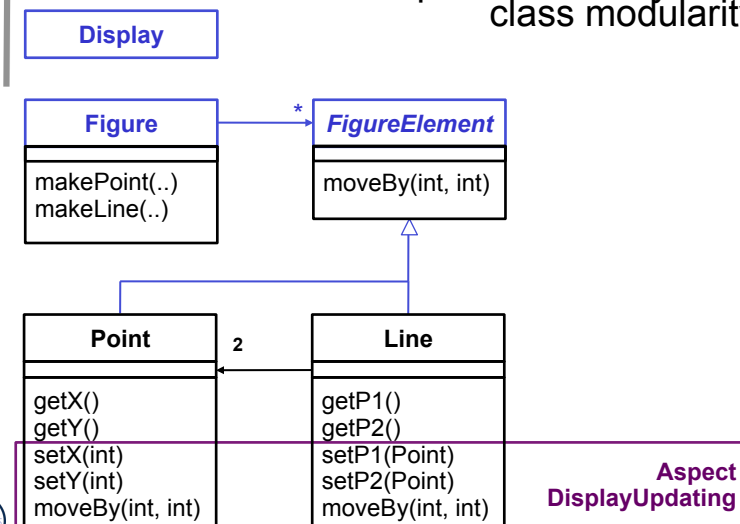 class modularit
Display
Figure
*
FigureElement
makePoint(..)
makeLine(..)
moveBy(int, int)
Point
2
Line
getX()
getY()
setX(int)
setY(int)
moveBy(int, int)
getP1()
getP2()
setP1(Point)
setP2(Point)
moveBy(int, int)
Aspect
DisplayUpdating